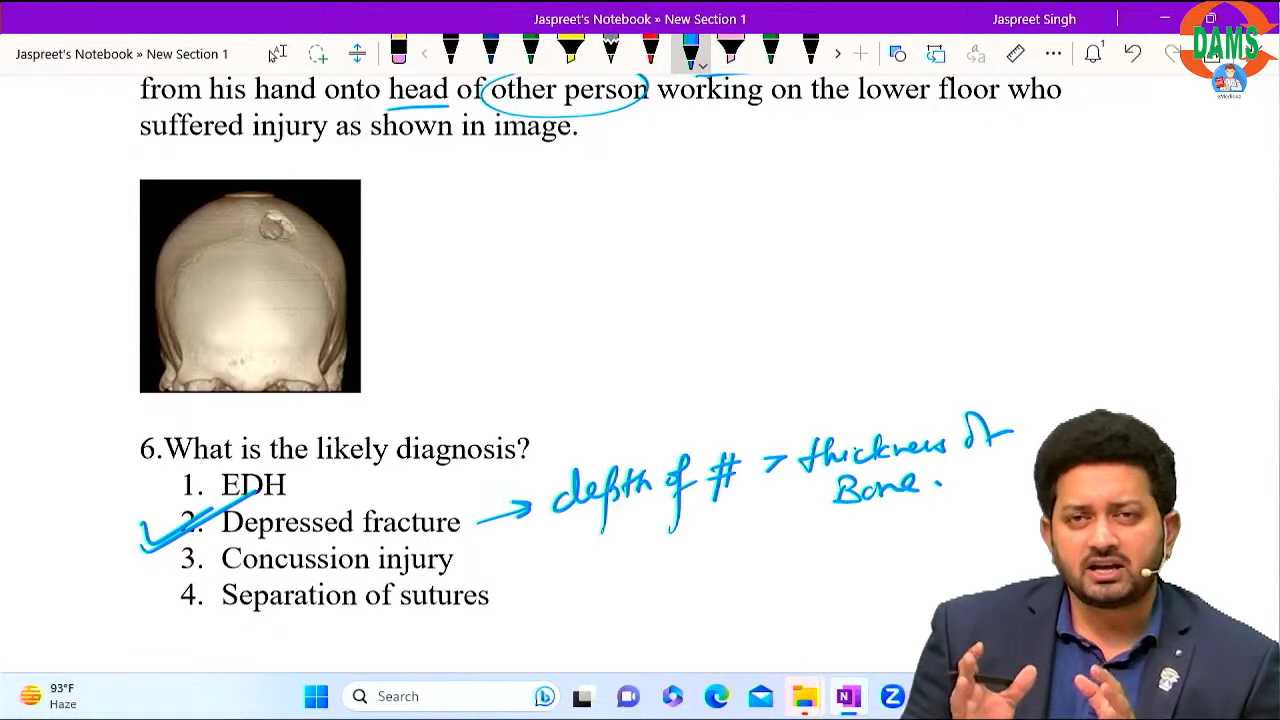 Jaspreet's Notebook » New Section 1
Jaspreet Singh
Jaspreet's Notebook » New Section 1
DAMS
eMedicoz
from his hand onto head of other person working on the lower floor who
suffered injury as shown in image.
6.What is the likely diagnosis?
1. EDH
2. Depressed fracture → depth of # > thickness of
Bone.
3. Concussion injury
4. Separation of sutures
93°F
Haze
Search